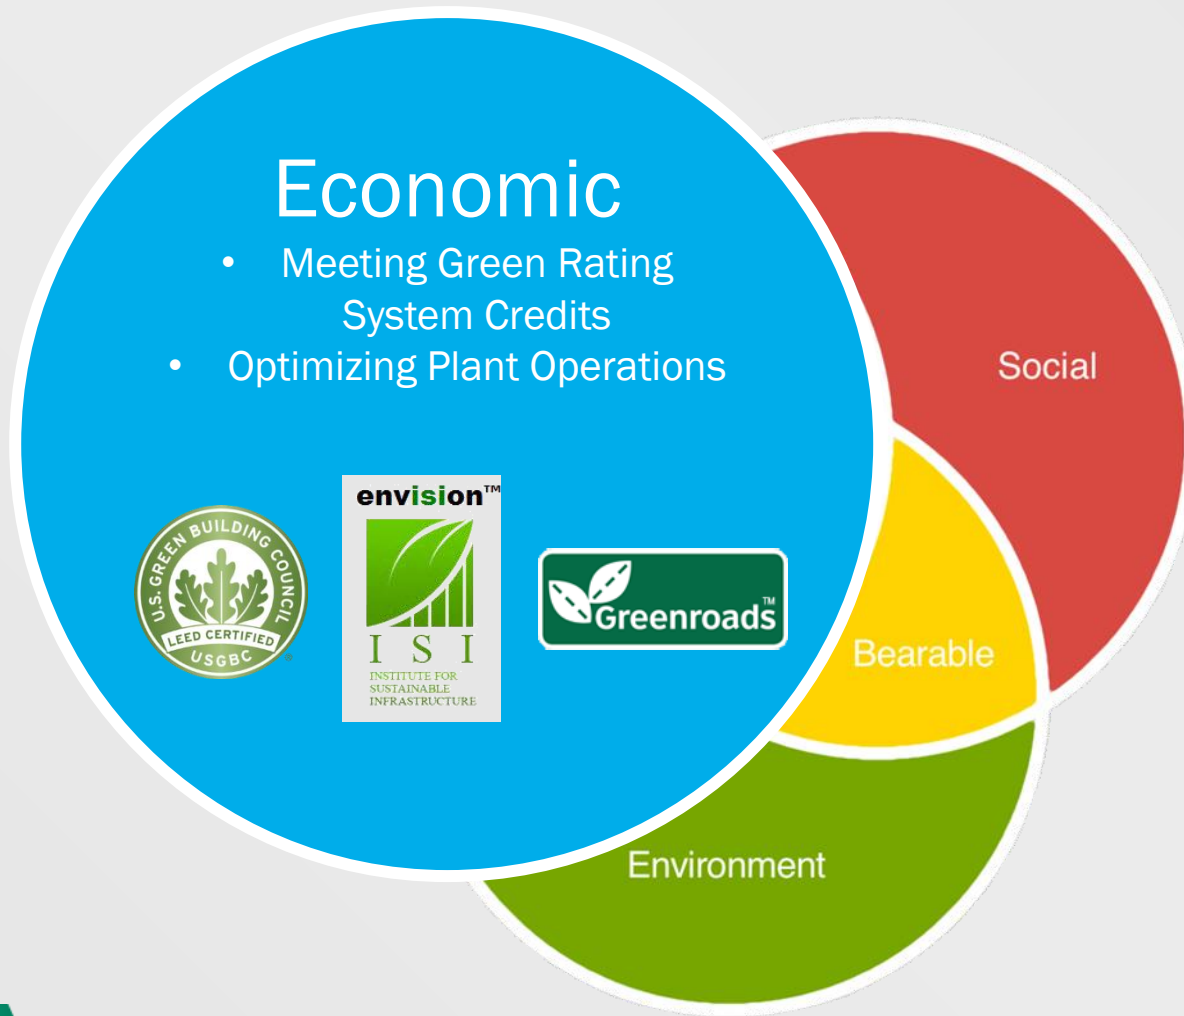 Economic
• Meeting Green Rating
System Credits
• Optimizing Plant Operations
Social
envision™
U.S. GREEN BUILDING COUNCIL
LEED CERTIFIED
USGBC
®
I S I
INSTITUTE FOR
SUSTAINABLE
INFRASTRUCTURE
Greenroads™
Bearable
Environment